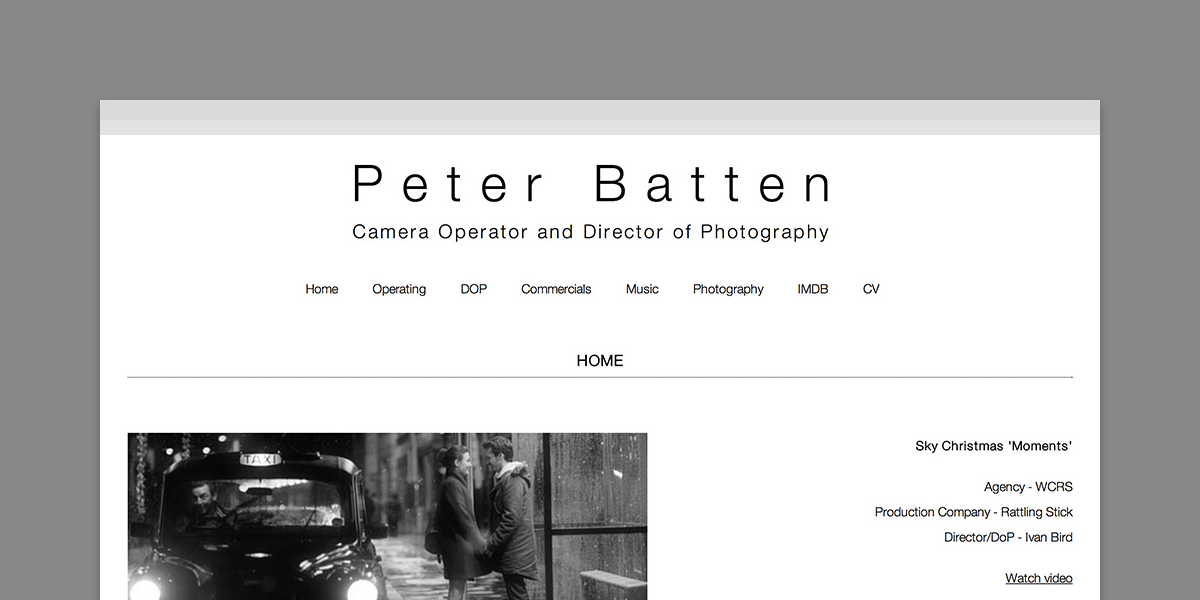 Peter Batten
Camera Operator and Director of Photography
Home Operating DOP Commercials Music Photography IMDB CV
HOME
TAXI
Sky Christmas 'Moments'
Agency - WCRS
Production Company - Rattling Stick
Director/DoP - Ivan Bird
Watch video